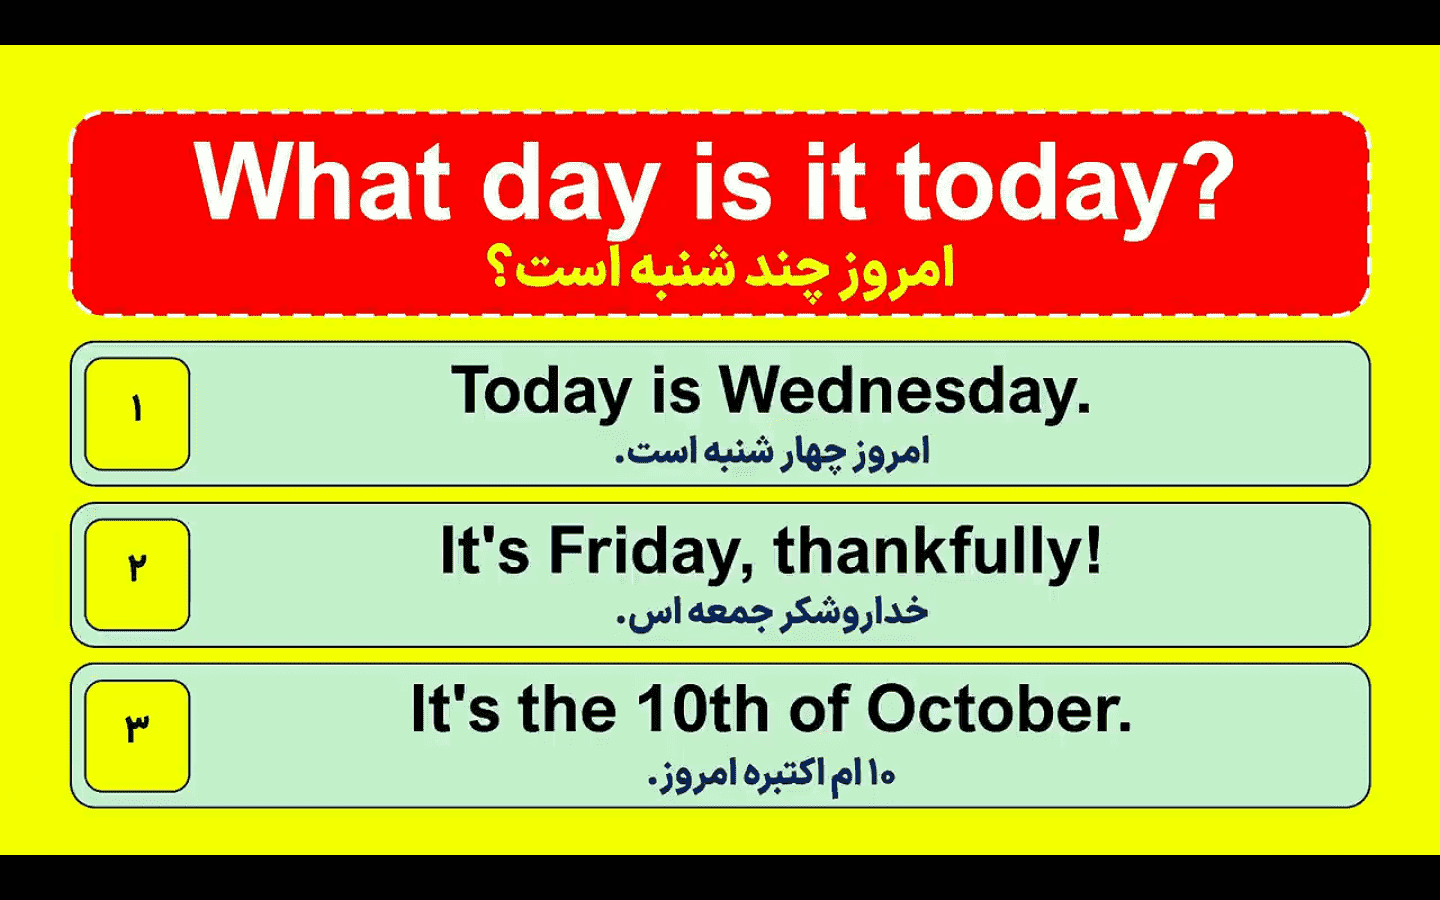 What day is it today?
امروز چند شنبه است؟
۱
Today is Wednesday.
امروز چهار شنبه است.
۲
It's Friday, thankfully!
خداروشکر جمعه اس.
۳
It's the 10th of October.
۱۰ ام اکتبره امروز.